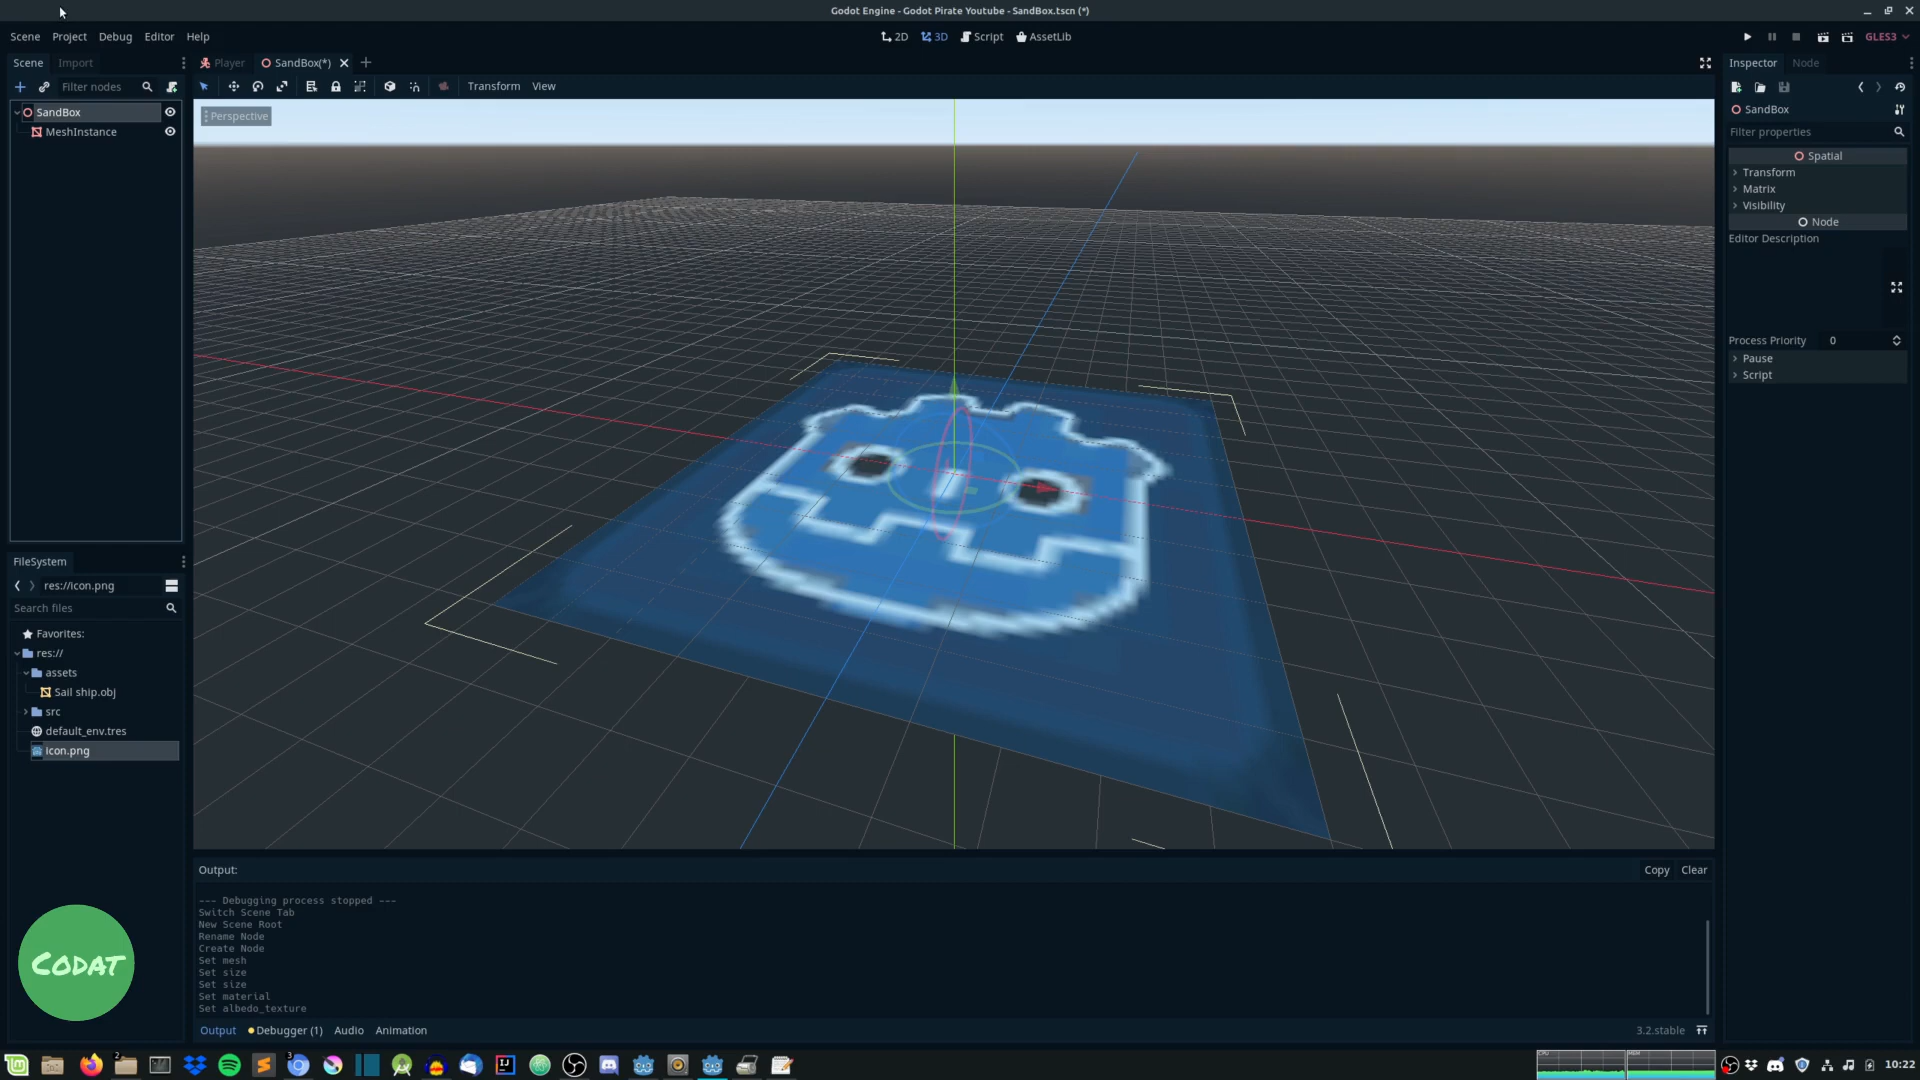 Godot Engine - Godot Pirate Youtube - SandBox.tscn (*)
Scene Project Debug Editor Help
2D 3D Script AssetLib
GLES3
Scene Import
Player SandBox(*)
Inspector Node
Filter nodes
Transform View
SandBox
MeshInstance
Perspective
SandBox
Filter properties
Spatial
Transform
Matrix
Visibility
Node
Editor Description
Process Priority 0
Pause
Script
FileSystem
res://icon.png
Search files
Favorites:
res://
assets
Sail ship.obj
src
default_env.tres
icon.png
Output:
Copy Clear
--- Debugging process stopped ---
Switch Scene Tab
New Scene Root
Rename Node
Create Node
Set mesh
Set size
Set size
Set material
Set albedo_texture
Output Debugger (1) Audio Animation
3.2.stable
CODAT
2
3
IJ
CPU
MEM
10:22